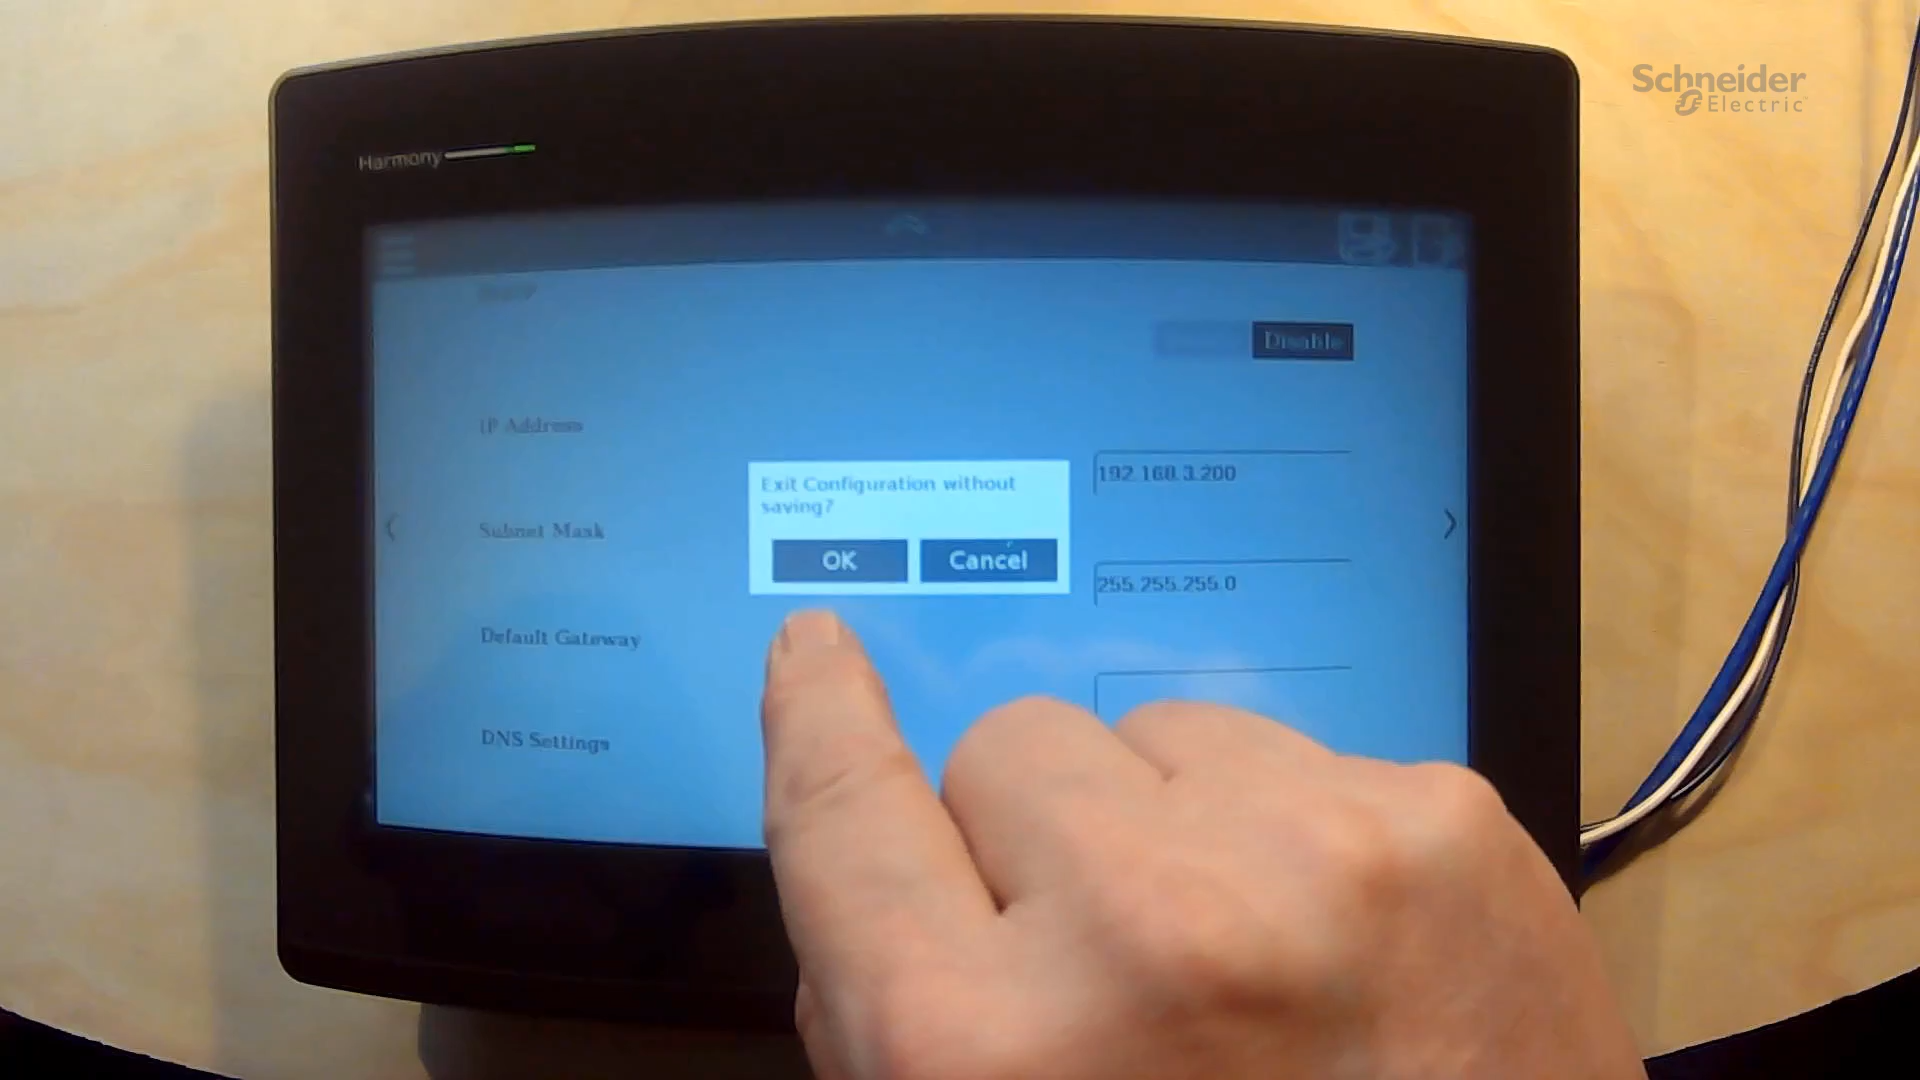 Schneider
Electric
Harmony
Disable
IP Address
192.168.3.200
Exit Configuration without
saving?
Subnet Mask
OK
Cancel
255.255.255.0
Default Gateway
DNS Settings